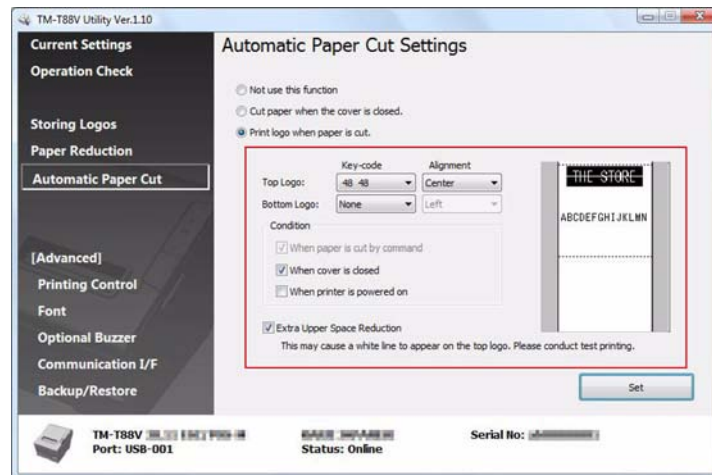 TM-T88V Utility Ver.1.10
Current Settings
Operation Check
Storing Logos
Paper Reduction
Automatic Paper Cut
[Advanced]
Printing Control
Font
Optional Buzzer
Communication I/F
Backup/Restore
Automatic Paper Cut Settings
Not use this function
Cut paper when the cover is closed.
Print logo when paper is cut.
Key-code Alignment
Top Logo: 48 48 Center
Bottom Logo: None Left
Condition
When paper is cut by command
When cover is closed
When printer is powered on
Extra Upper Space Reduction
This may cause a white line to appear on the top logo. Please conduct test printing.
THE STORE
ABCDEFGHIJKLMN
Set
TM-T88V
Port: USB-001
Status: Online
Serial No: